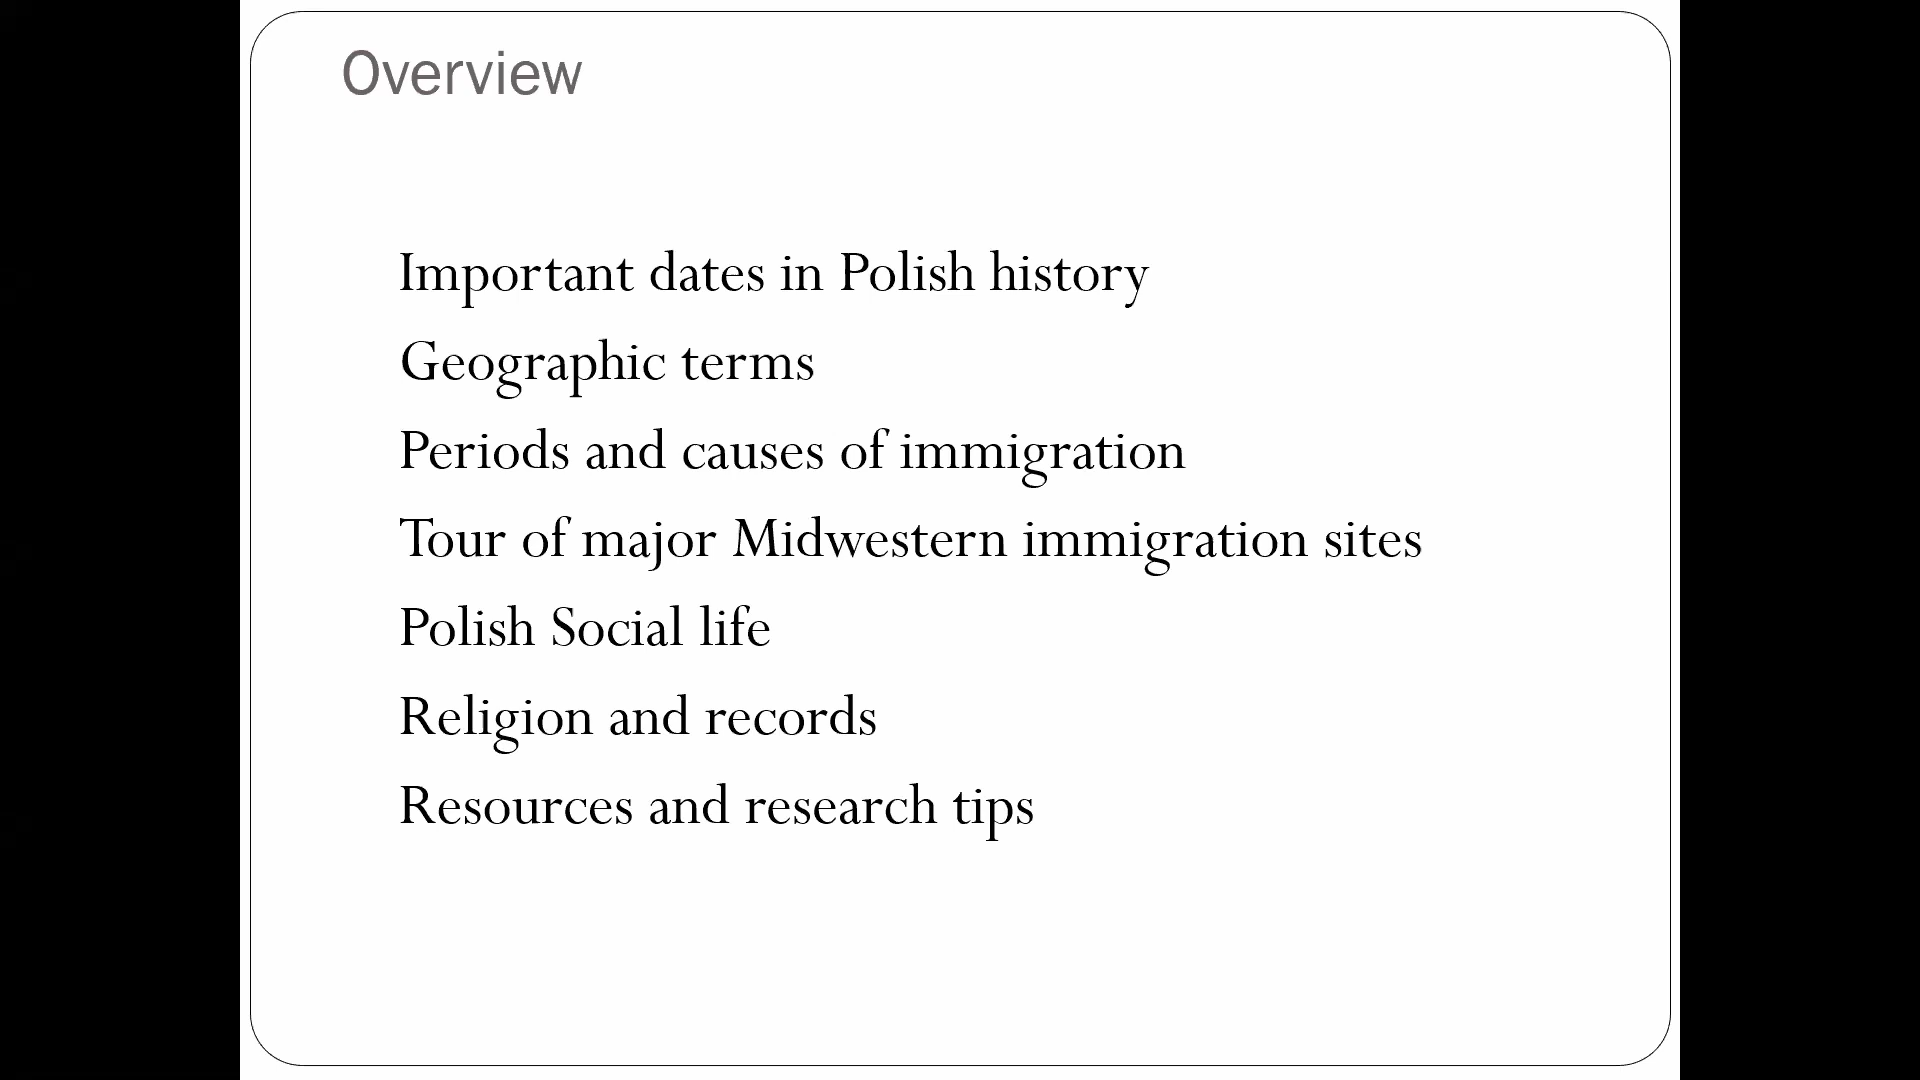 Overview
Important dates in Polish history
Geographic terms
Periods and causes of immigration
Tour of major Midwestern immigration sites
Polish Social life
Religion and records
Resources and research tips